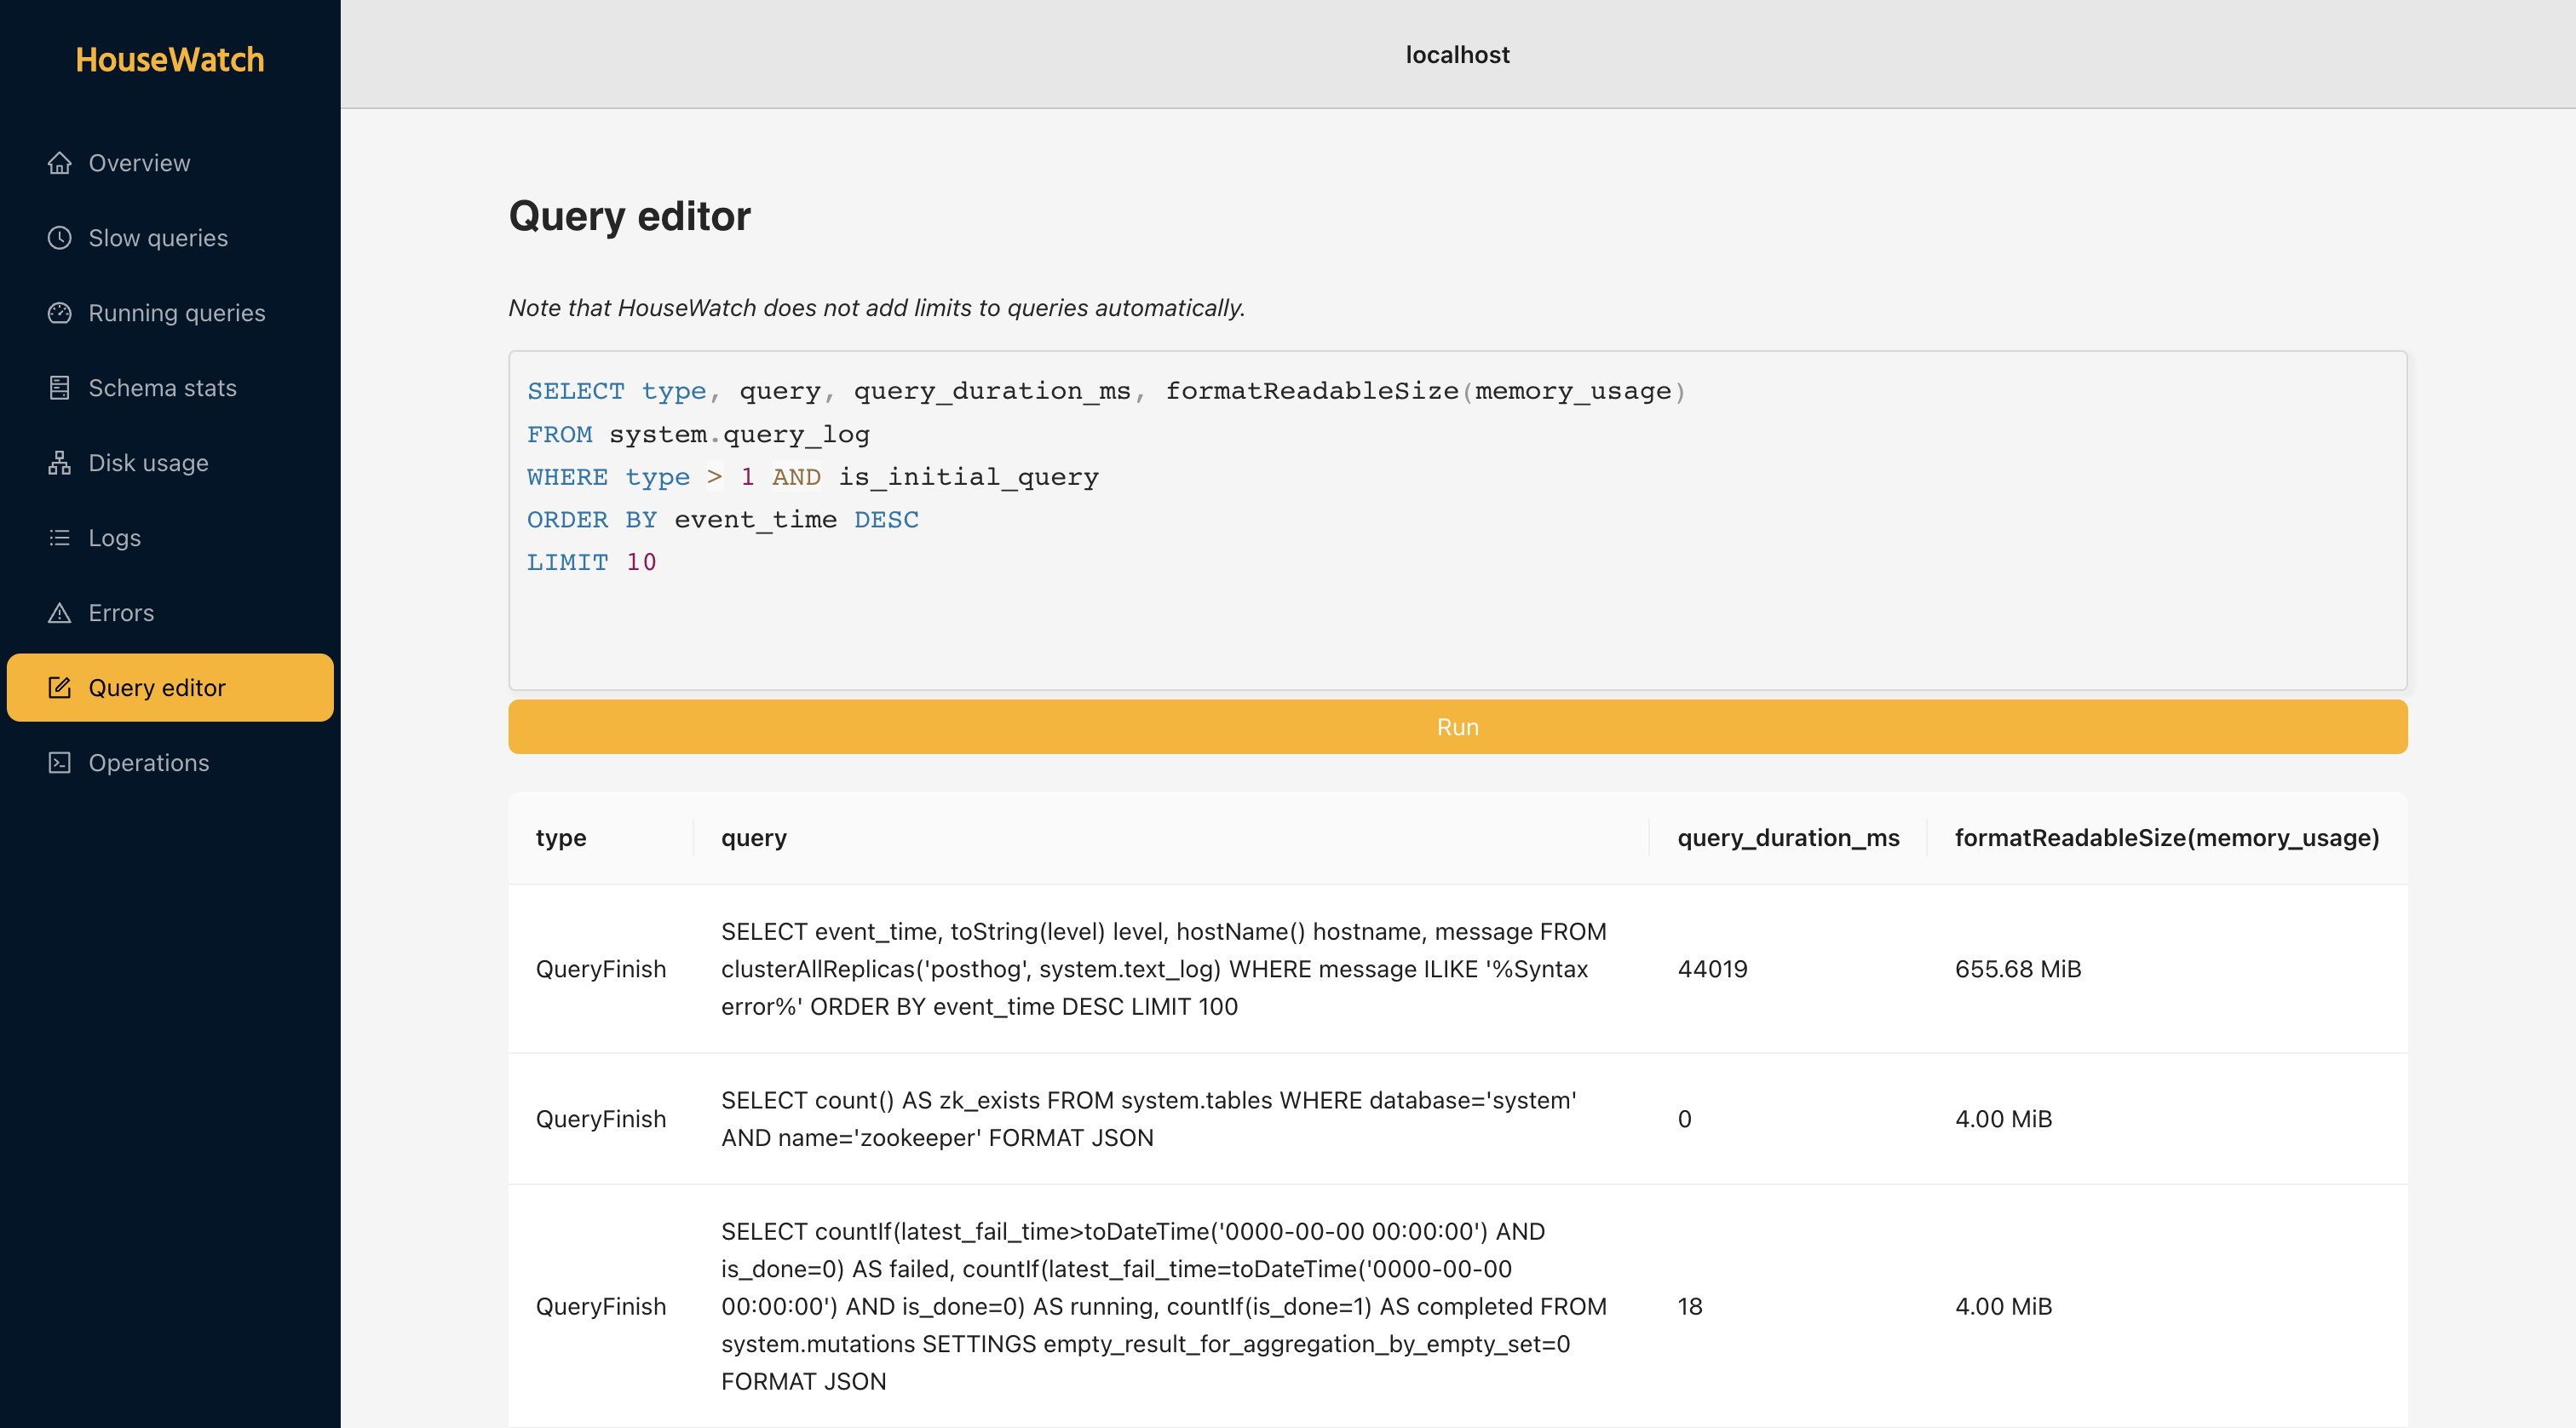 HouseWatch
localhost
Overview
Slow queries
Running queries
Schema stats
Disk usage
Logs
Errors
Query editor
Operations
Query editor
Note that HouseWatch does not add limits to queries automatically.
SELECT type, query, query_duration_ms, formatReadableSize(memory_usage)
FROM system.query_log
WHERE type > 1 AND is_initial_query
ORDER BY event_time DESC
LIMIT 10
Run
type query query_duration_ms formatReadableSize(memory_usage)
SELECT event_time, toString(level) level, hostName() hostname, message FROM
QueryFinish clusterAllReplicas('posthog', system.text_log) WHERE message ILIKE '%Syntax 44019 655.68 MiB
error%' ORDER BY event_time DESC LIMIT 100
QueryFinish SELECT count() AS zk_exists FROM system.tables WHERE database='system' 0 4.00 MiB
AND name='zookeeper' FORMAT JSON
SELECT countIf(latest_fail_time>toDateTime('0000-00-00 00:00:00') AND
is_done=0) AS failed, countIf(latest_fail_time=toDateTime('0000-00-00
QueryFinish 00:00:00') AND is_done=0) AS running, countIf(is_done=1) AS completed FROM 18 4.00 MiB
system.mutations SETTINGS empty_result_for_aggregation_by_empty_set=0
FORMAT JSON